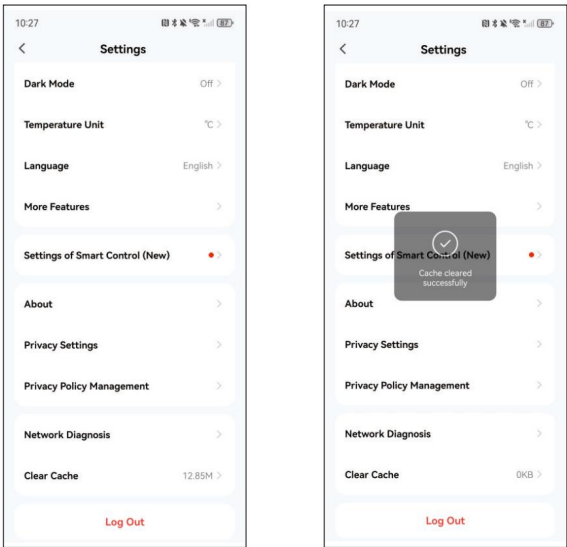 10:27
87
Settings
Dark Mode Off
Temperature Unit ℃
Language English
More Features
Settings of Smart Control (New)
About
Privacy Settings
Privacy Policy Management
Network Diagnosis
Clear Cache 12.85M
Log Out
10:27
87
Settings
Dark Mode Off
Temperature Unit ℃
Language English
More Features
Settings of Smart Control (New)
Cache cleared
successfully
About
Privacy Settings
Privacy Policy Management
Network Diagnosis
Clear Cache 0KB
Log Out